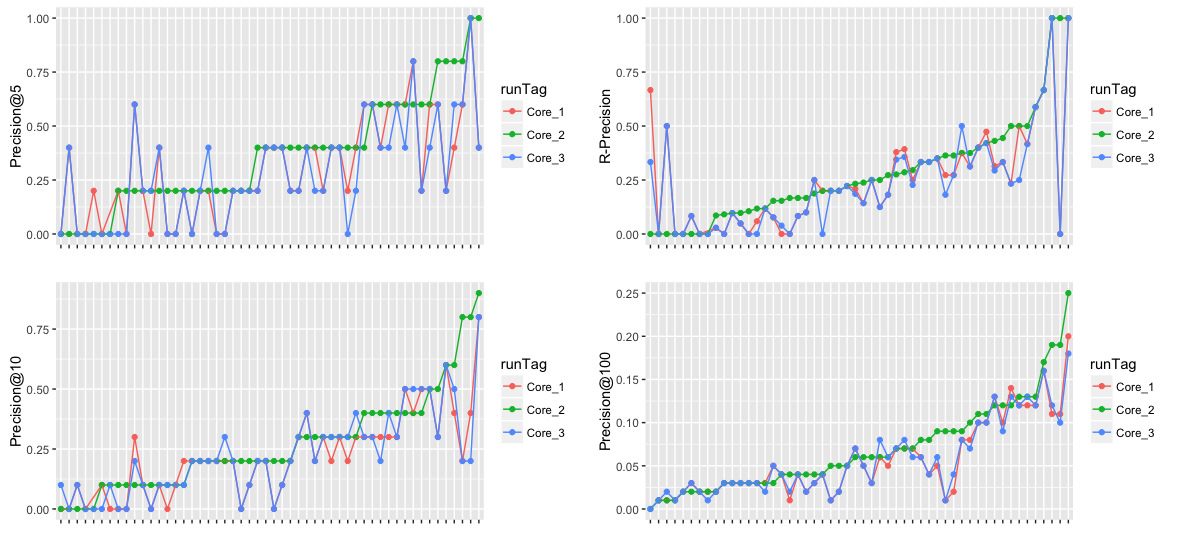 Precision@5
1.00
0.75
0.50
0.25
0.00
runTag
Core_1
Core_2
Core_3
R-Precision
1.00
0.75
0.50
0.25
0.00
runTag
Core_1
Core_2
Core_3
Precision@10
0.75
0.50
0.25
0.00
runTag
Core_1
Core_2
Core_3
Precision@100
0.25
0.20
0.15
0.10
0.05
0.00
runTag
Core_1
Core_2
Core_3